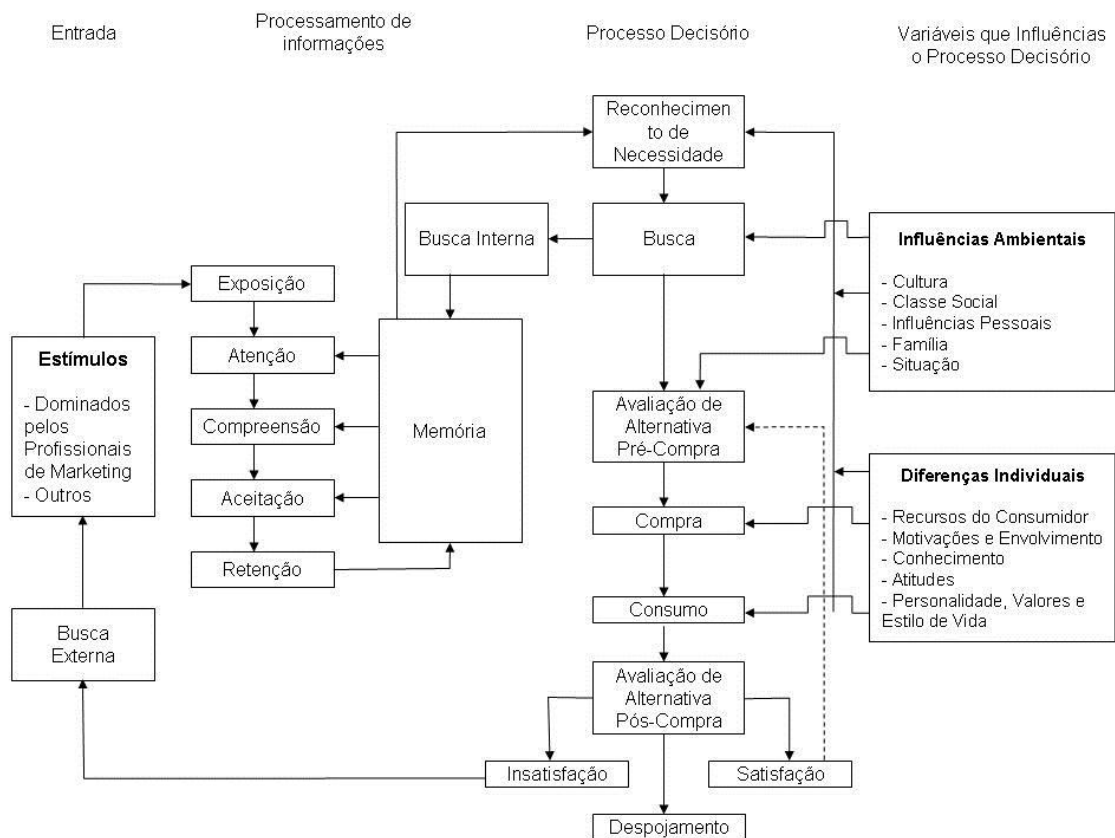 Entrada
Processamento de
informações
Processo Decisório
Variáveis que Influências
o Processo Decisório
Reconhecimen
to de
Necessidade
Busca Interna
Busca
Influências Ambientais
- Cultura
- Classe Social
- Influências Pessoais
- Família
- Situação
Exposição
Atenção
Compreensão
Aceitação
Retenção
Memória
Estímulos
- Dominados
pelos
Profissionais
de Marketing
- Outros
Avaliação de
Alternativa
Pré-Compra
Compra
Consumo
Diferenças Individuais
- Recursos do Consumidor
- Motivações e Envolvimento
- Conhecimento
- Atitudes
- Personalidade, Valores e
Estilo de Vida
Busca
Externa
Avaliação de
Alternativa
Pós-Compra
Insatisfação
Satisfação
Despojamento